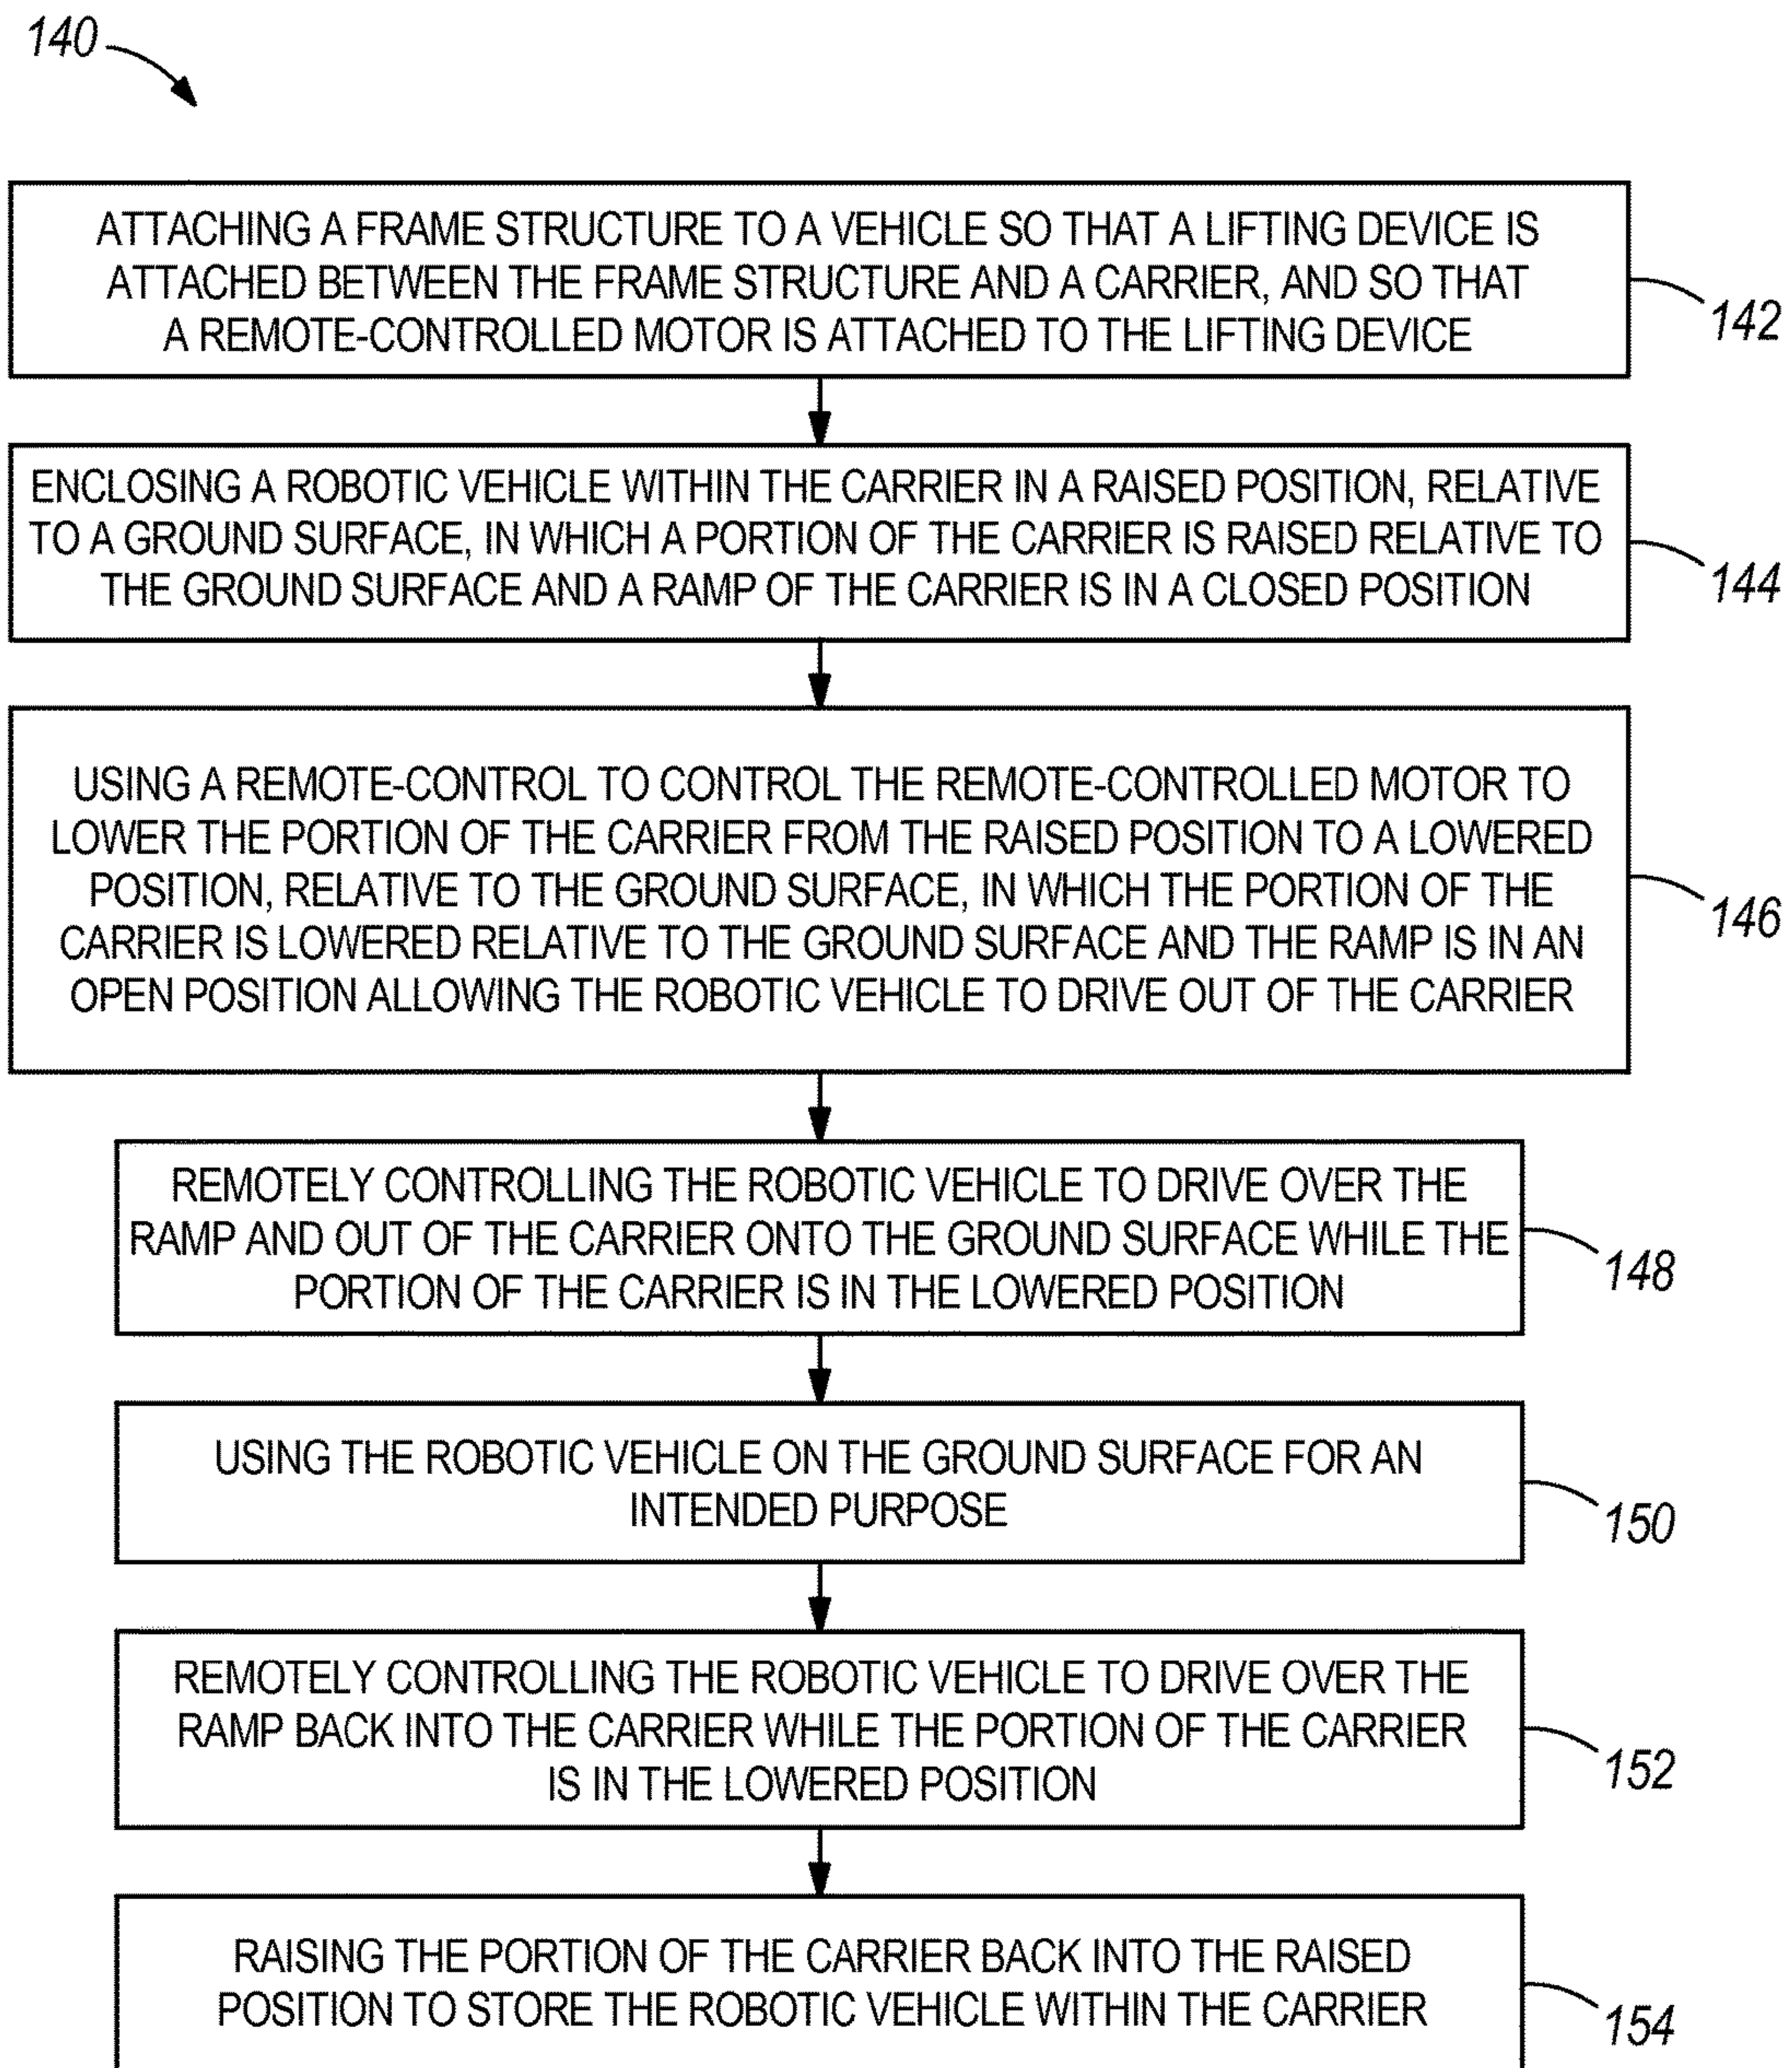 140
ATTACHING A FRAME STRUCTURE TO A VEHICLE SO THAT A LIFTING DEVICE IS
ATTACHED BETWEEN THE FRAME STRUCTURE AND A CARRIER, AND SO THAT
A REMOTE-CONTROLLED MOTOR IS ATTACHED TO THE LIFTING DEVICE
142
ENCLOSING A ROBOTIC VEHICLE WITHIN THE CARRIER IN A RAISED POSITION, RELATIVE
TO A GROUND SURFACE, IN WHICH A PORTION OF THE CARRIER IS RAISED RELATIVE TO
THE GROUND SURFACE AND A RAMP OF THE CARRIER IS IN A CLOSED POSITION
144
USING A REMOTE-CONTROL TO CONTROL THE REMOTE-CONTROLLED MOTOR TO
LOWER THE PORTION OF THE CARRIER FROM THE RAISED POSITION TO A LOWERED
POSITION, RELATIVE TO THE GROUND SURFACE, IN WHICH THE PORTION OF THE
CARRIER IS LOWERED RELATIVE TO THE GROUND SURFACE AND THE RAMP IS IN AN
OPEN POSITION ALLOWING THE ROBOTIC VEHICLE TO DRIVE OUT OF THE CARRIER
146
REMOTELY CONTROLLING THE ROBOTIC VEHICLE TO DRIVE OVER THE
RAMP AND OUT OF THE CARRIER ONTO THE GROUND SURFACE WHILE THE
PORTION OF THE CARRIER IS IN THE LOWERED POSITION
148
USING THE ROBOTIC VEHICLE ON THE GROUND SURFACE FOR AN
INTENDED PURPOSE
150
REMOTELY CONTROLLING THE ROBOTIC VEHICLE TO DRIVE OVER THE
RAMP BACK INTO THE CARRIER WHILE THE PORTION OF THE CARRIER
IS IN THE LOWERED POSITION
152
RAISING THE PORTION OF THE CARRIER BACK INTO THE RAISED
POSITION TO STORE THE ROBOTIC VEHICLE WITHIN THE CARRIER
154